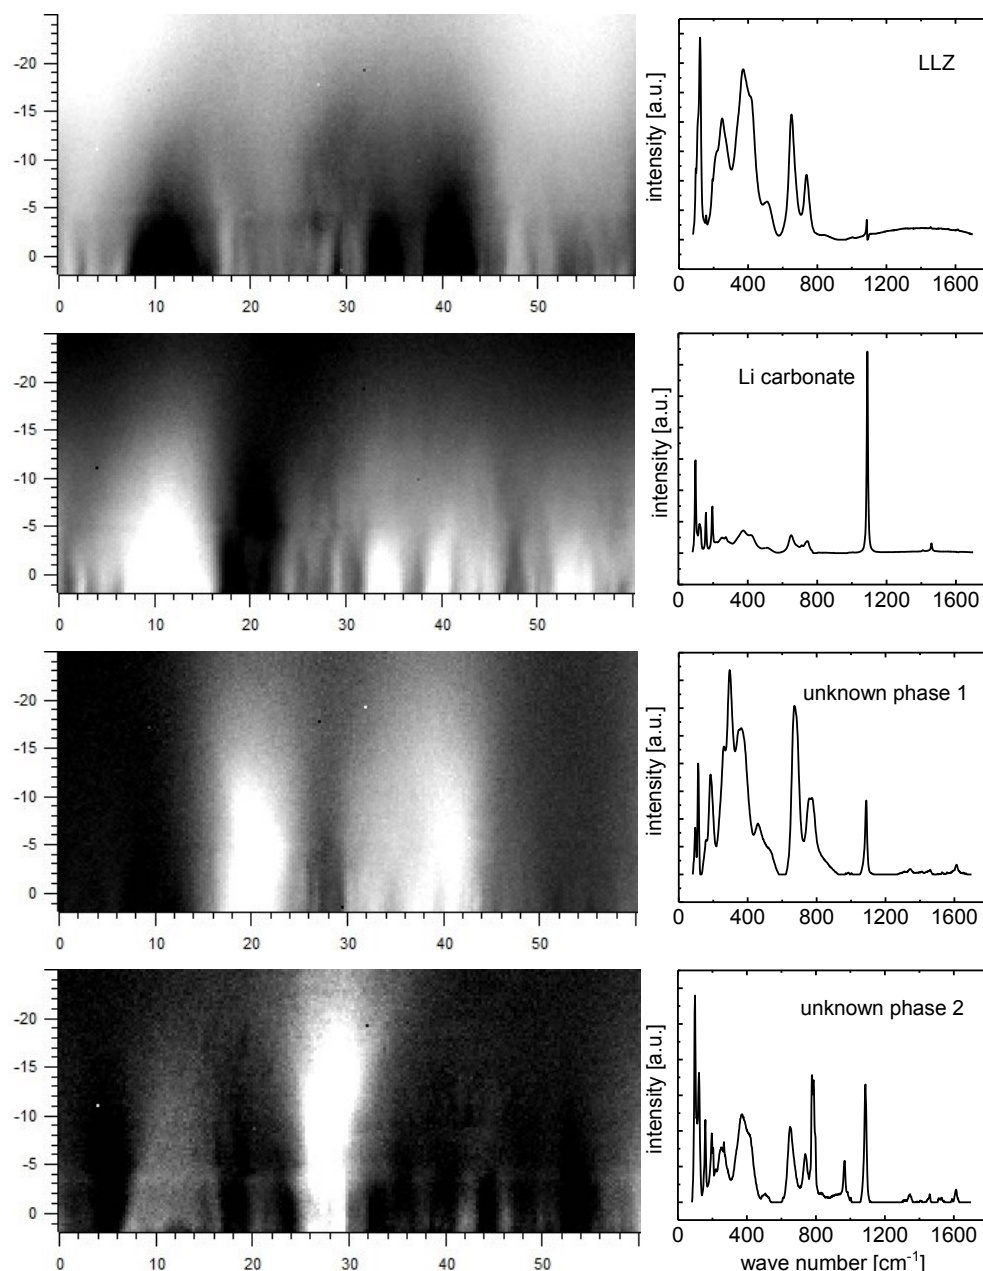 -20
-15
-10
-5
0
0 10 20 30 40 50
LLZ
intensity [a.u.]
0 400 800 1200 1600
-20
-15
-10
-5
0
0 10 20 30 40 50
Li carbonate
intensity [a.u.]
0 400 800 1200 1600
-20
-15
-10
-5
0
0 10 20 30 40 50
unknown phase 1
intensity [a.u.]
0 400 800 1200 1600
-20
-15
-10
-5
0
0 10 20 30 40 50
unknown phase 2
intensity [a.u.]
0 400 800 1200 1600
wave number [cm⁻¹]